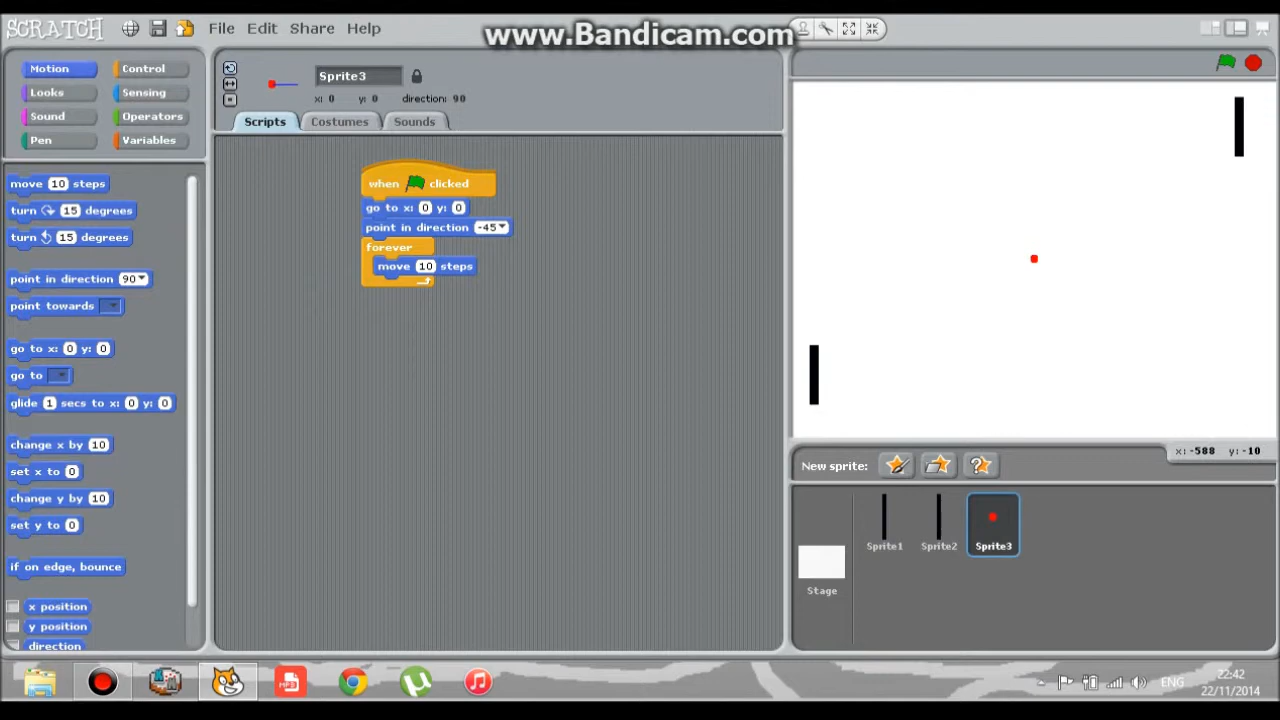 www.Bandicam.com
SCRATCH File Edit Share Help
Motion Control
Looks Sensing
Sound Operators
Pen Variables
Sprite3
x: 0 y: 0 direction: 90
Scripts Costumes Sounds
move 10 steps
turn 15 degrees
turn 15 degrees
point in direction 90
point towards
go to x: 0 y: 0
go to
glide 1 secs to x: 0 y: 0
change x by 10
set x to 0
change y by 10
set y to 0
if on edge, bounce
x position
y position
direction
when clicked
go to x: 0 y: 0
point in direction -45
forever
move 10 steps
x: -588 y: -10
New sprite:
Sprite1 Sprite2 Sprite3
Stage
MP3
ENG
22:42
22/11/2014